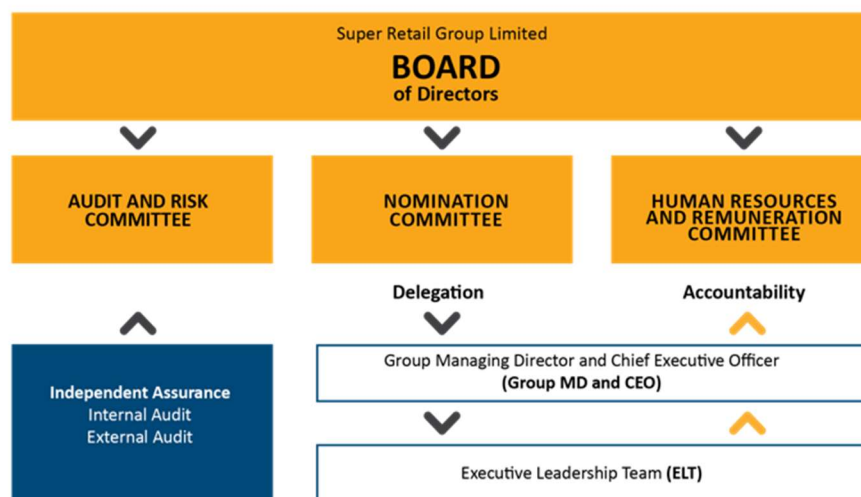 Super Retail Group Limited
BOARD
of Directors
AUDIT AND RISK
COMMITTEE
NOMINATION
COMMITTEE
HUMAN RESOURCES
AND REMUNERATION
COMMITTEE
Delegation
Accountability
Independent Assurance
Internal Audit
External Audit
Group Managing Director and Chief Executive Officer
(Group MD and CEO)
Executive Leadership Team (ELT)